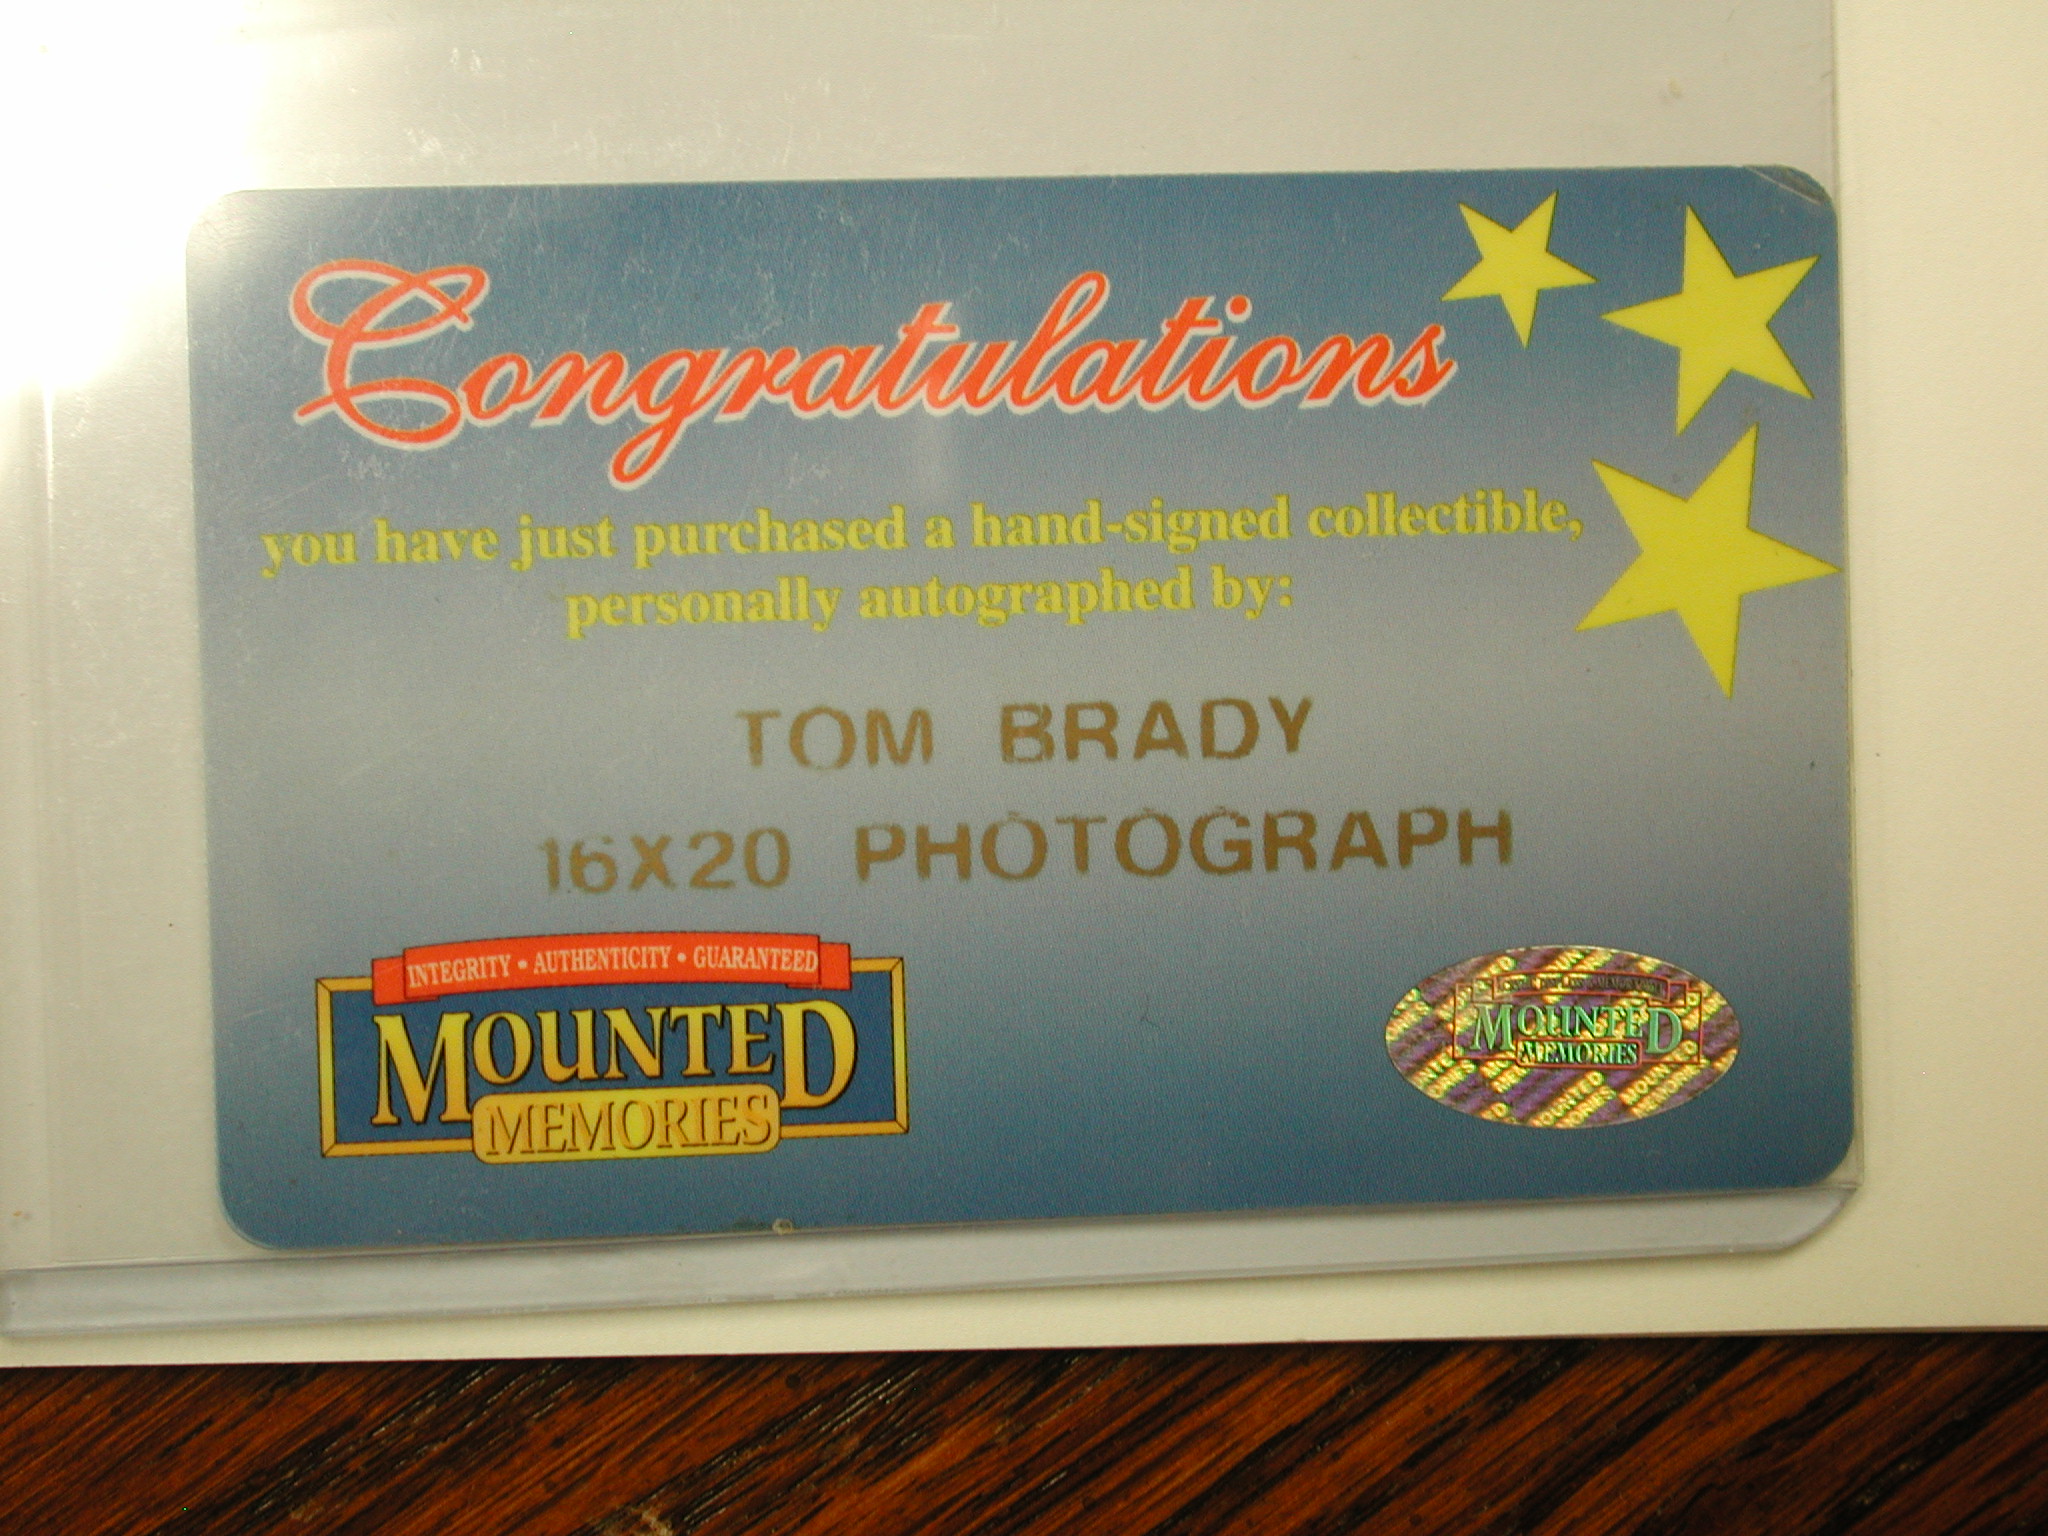 Congratulations
you have just purchased a hand-signed collectible,
personally autographed by:
TOM BRADY
16X20 PHOTOGRAPH
INTEGRITY • AUTHENTICITY • GUARANTEED
MOUNTED
MEMORIES
MOUNTED
MEMORIES